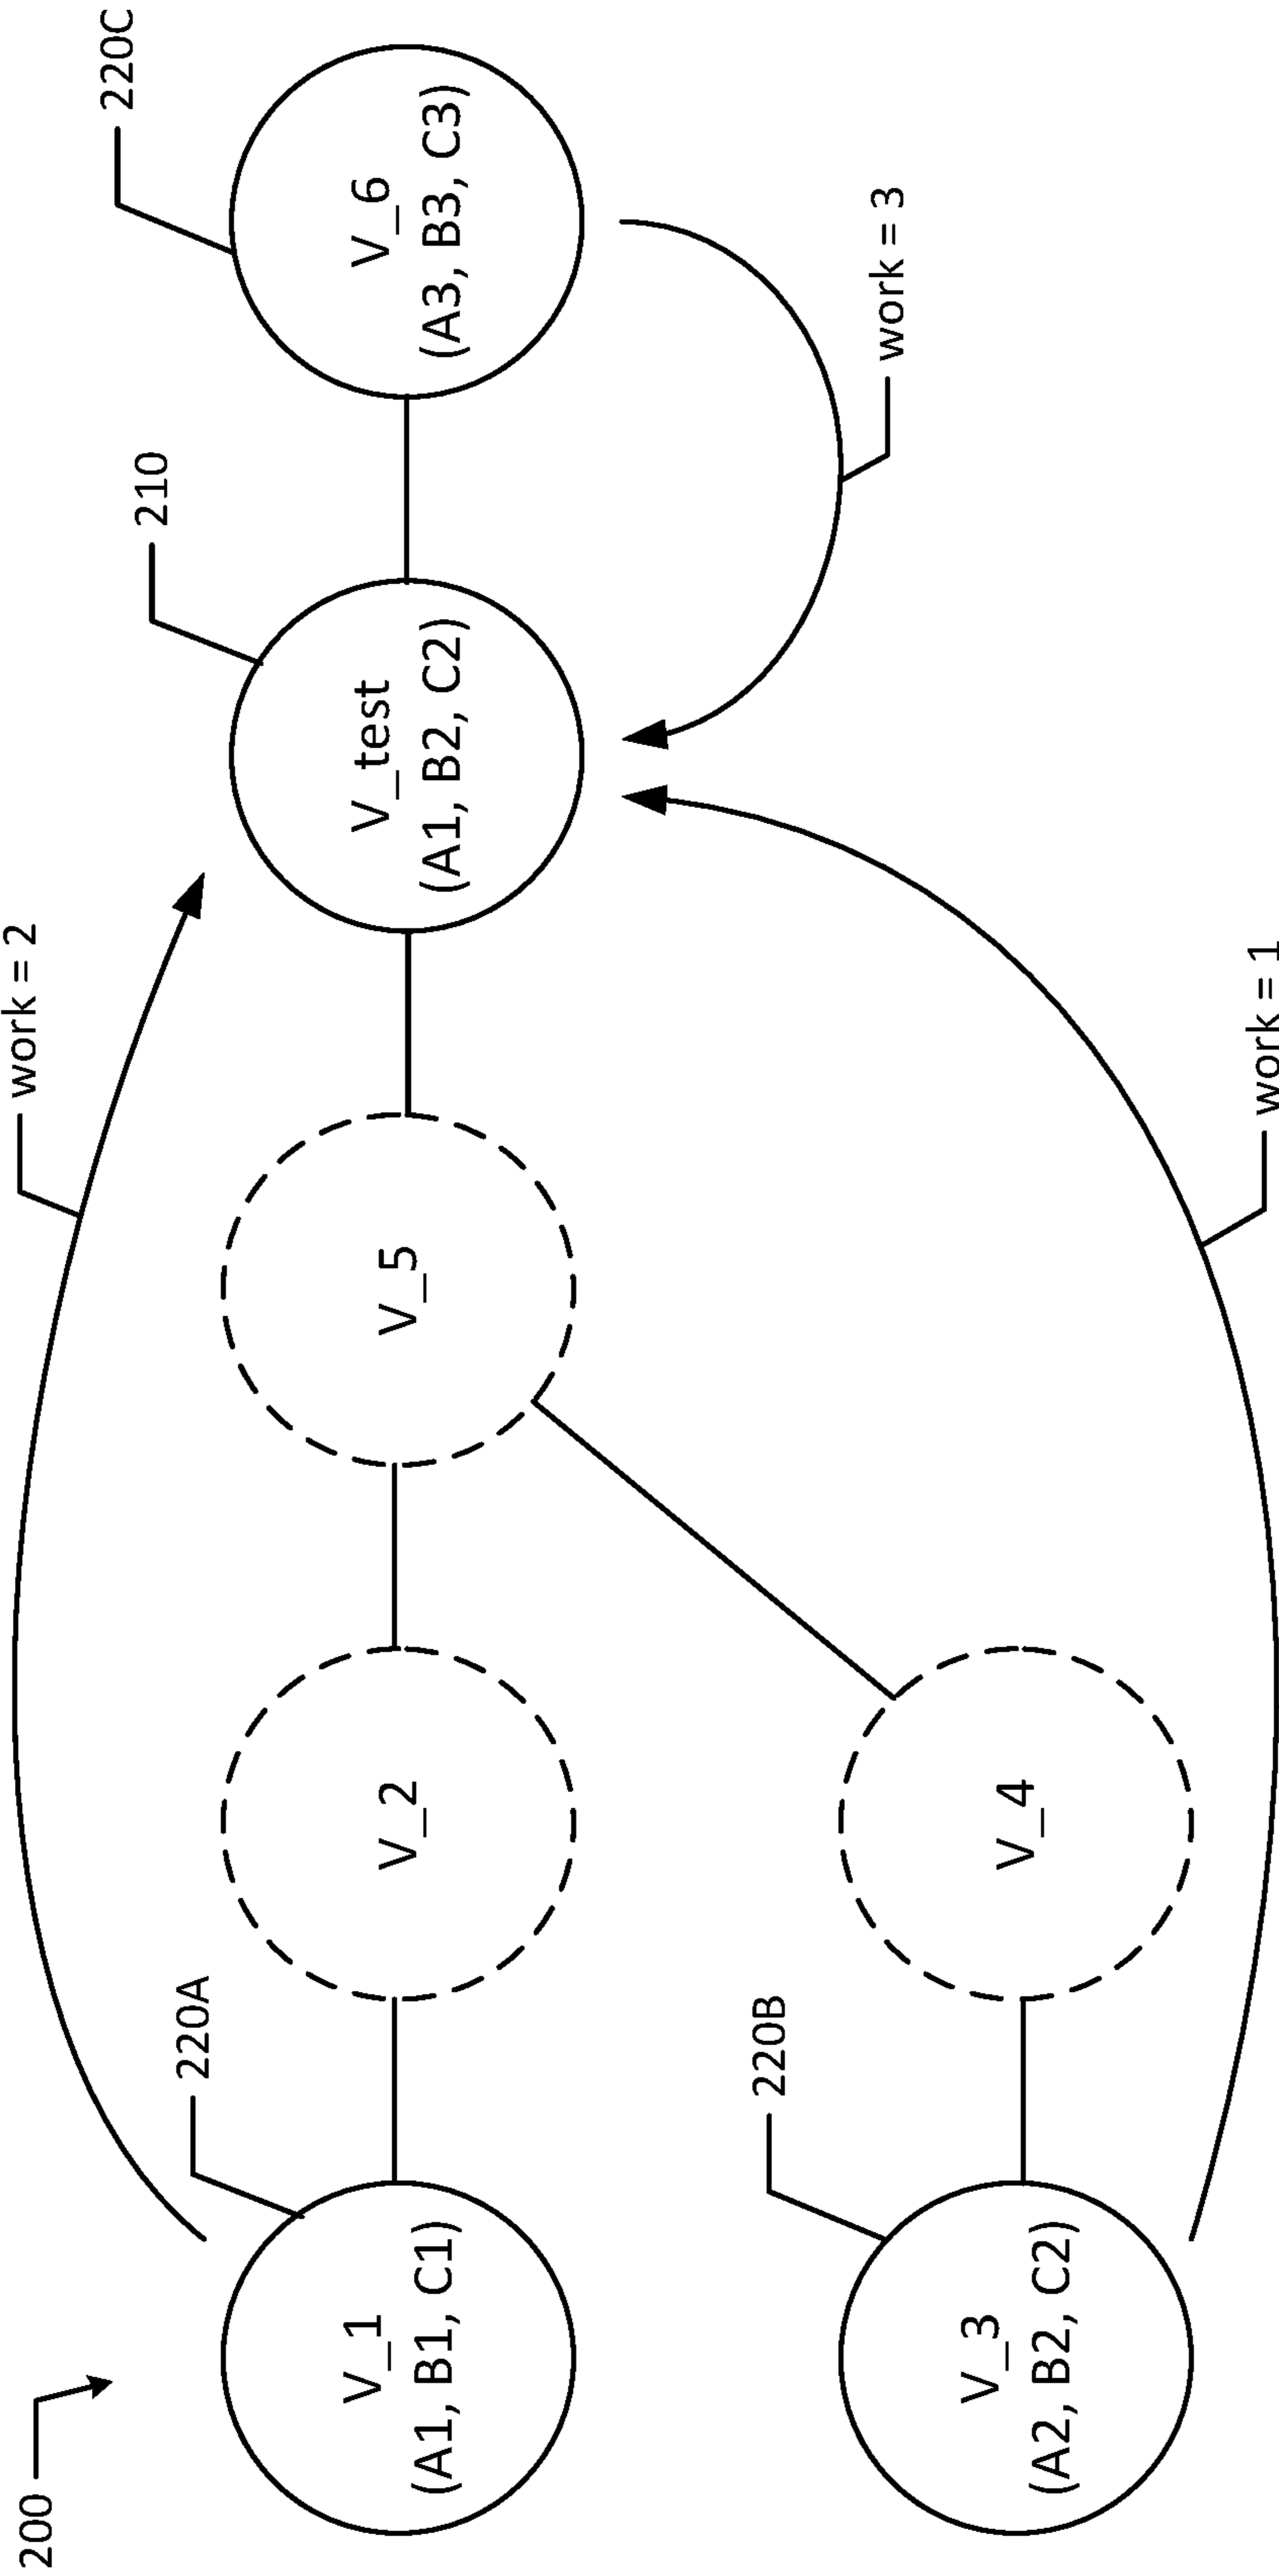 200
work = 2
220A
210
220C
V_1
(A1, B1, C1)
V_2
V_5
V_test
(A1, B2, C2)
V_6
(A3, B3, C3)
220B
work = 3
V_3
(A2, B2, C2)
V_4
work = 1